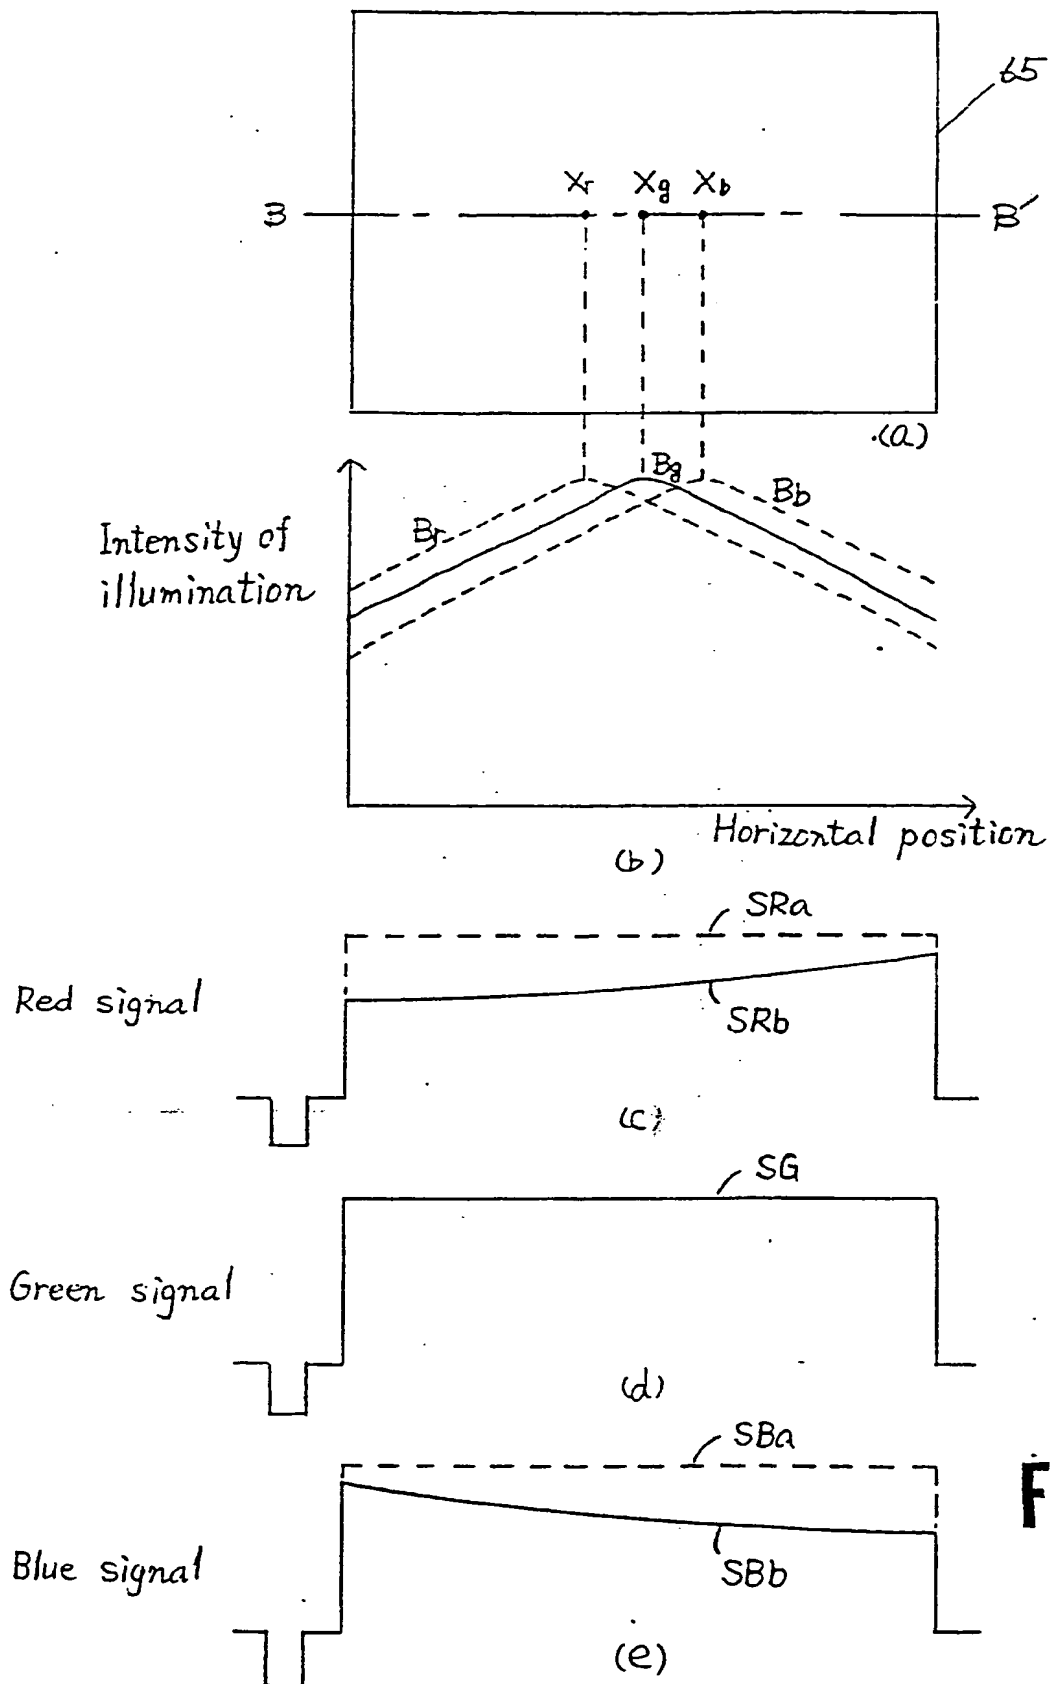 65
Xr Xg Xb
B B′
(a)
Bg
Br
Bb
Intensity of
illumination
Horizontal position
(b)
SRa
Red signal
SRb
(c)
SG
Green signal
(d)
SBa
F
Blue signal
SBb
(e)